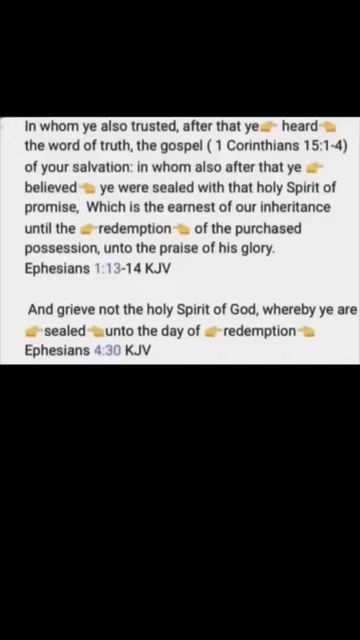 In whom ye also trusted, after that ye👉 heard👈
the word of truth, the gospel ( 1 Corinthians 15:1-4)
of your salvation: in whom also after that ye 👉
believed👈 ye were sealed with that holy Spirit of
promise,  Which is the earnest of our inheritance
until the 👉redemption👈 of the purchased
possession, unto the praise of his glory.
Ephesians 1:13-14 KJV
And grieve not the holy Spirit of God, whereby ye are
👉sealed👈unto the day of 👉redemption👈
Ephesians 4:30 KJV